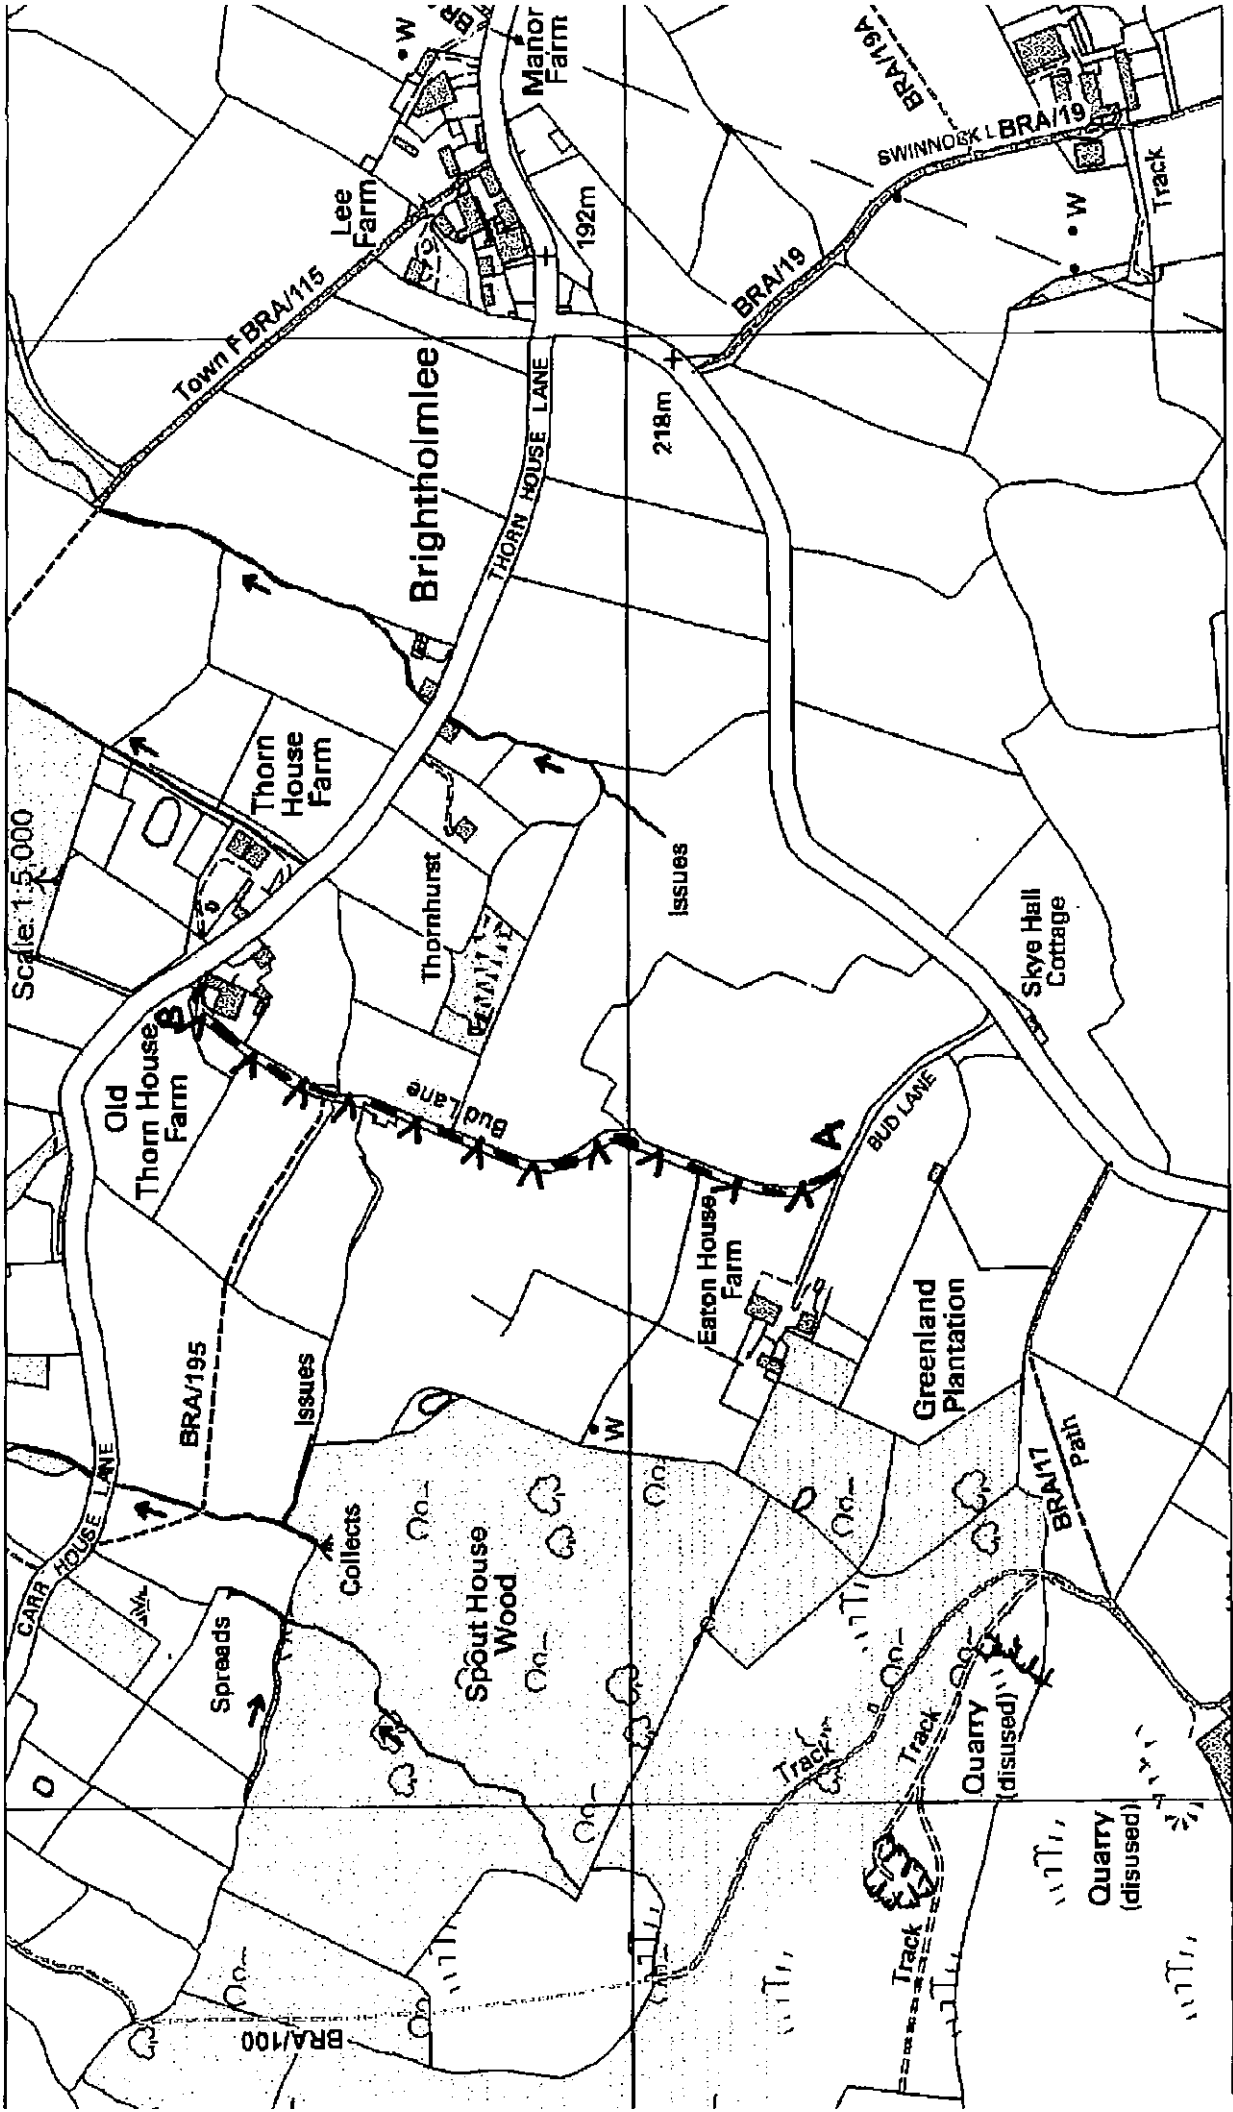 Scale: 1:5,000
CARR HOUSE LANE
Spreads
Collects
Issues
BRA/195
Spout House
Wood
BRA/100
Old
Thorn House
Farm
B
Thorn
House
Farm
Thornhurst
Bud Lane
Issues
A
BUD LANE
Eaton House
Farm
W
Greenland
Plantation
BRA/17
Path
Track
Track
Track
Quarry
(disused)
Quarry
(disused)
Skye Hall
Cottage
Town F BRA/115
Lee
Farm
W
BR
Manor
Farm
192m
Brightholmlee
THORN HOUSE LANE
218m
BRA/19
BRA/19A
SWINNOCK L BRA/19
W
Track